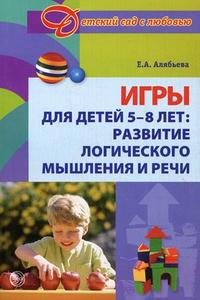 Детский сад с любовью
Е.А. Алябьева
ИГРЫ
ДЛЯ ДЕТЕЙ 5–8 ЛЕТ:
РАЗВИТИЕ
ЛОГИЧЕСКОГО
МЫШЛЕНИЯ И РЕЧИ